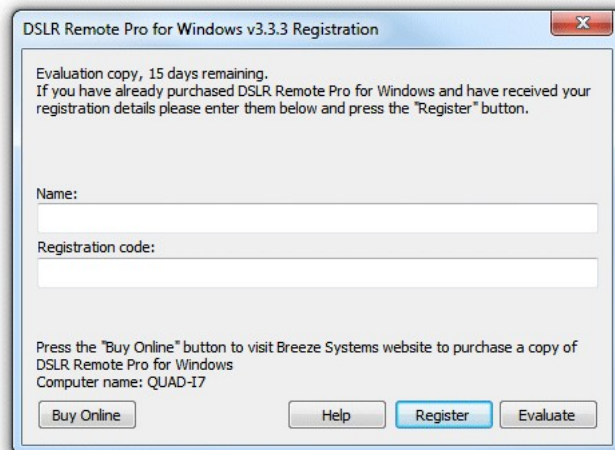 DSLR Remote Pro for Windows v3.3.3 Registration
Evaluation copy, 15 days remaining.
If you have already purchased DSLR Remote Pro for Windows and have received your
registration details please enter them below and press the "Register" button.
Name:
Registration code:
Press the "Buy Online" button to visit Breeze Systems website to purchase a copy of
DSLR Remote Pro for Windows
Computer name: QUAD-I7
Buy Online Help Register Evaluate